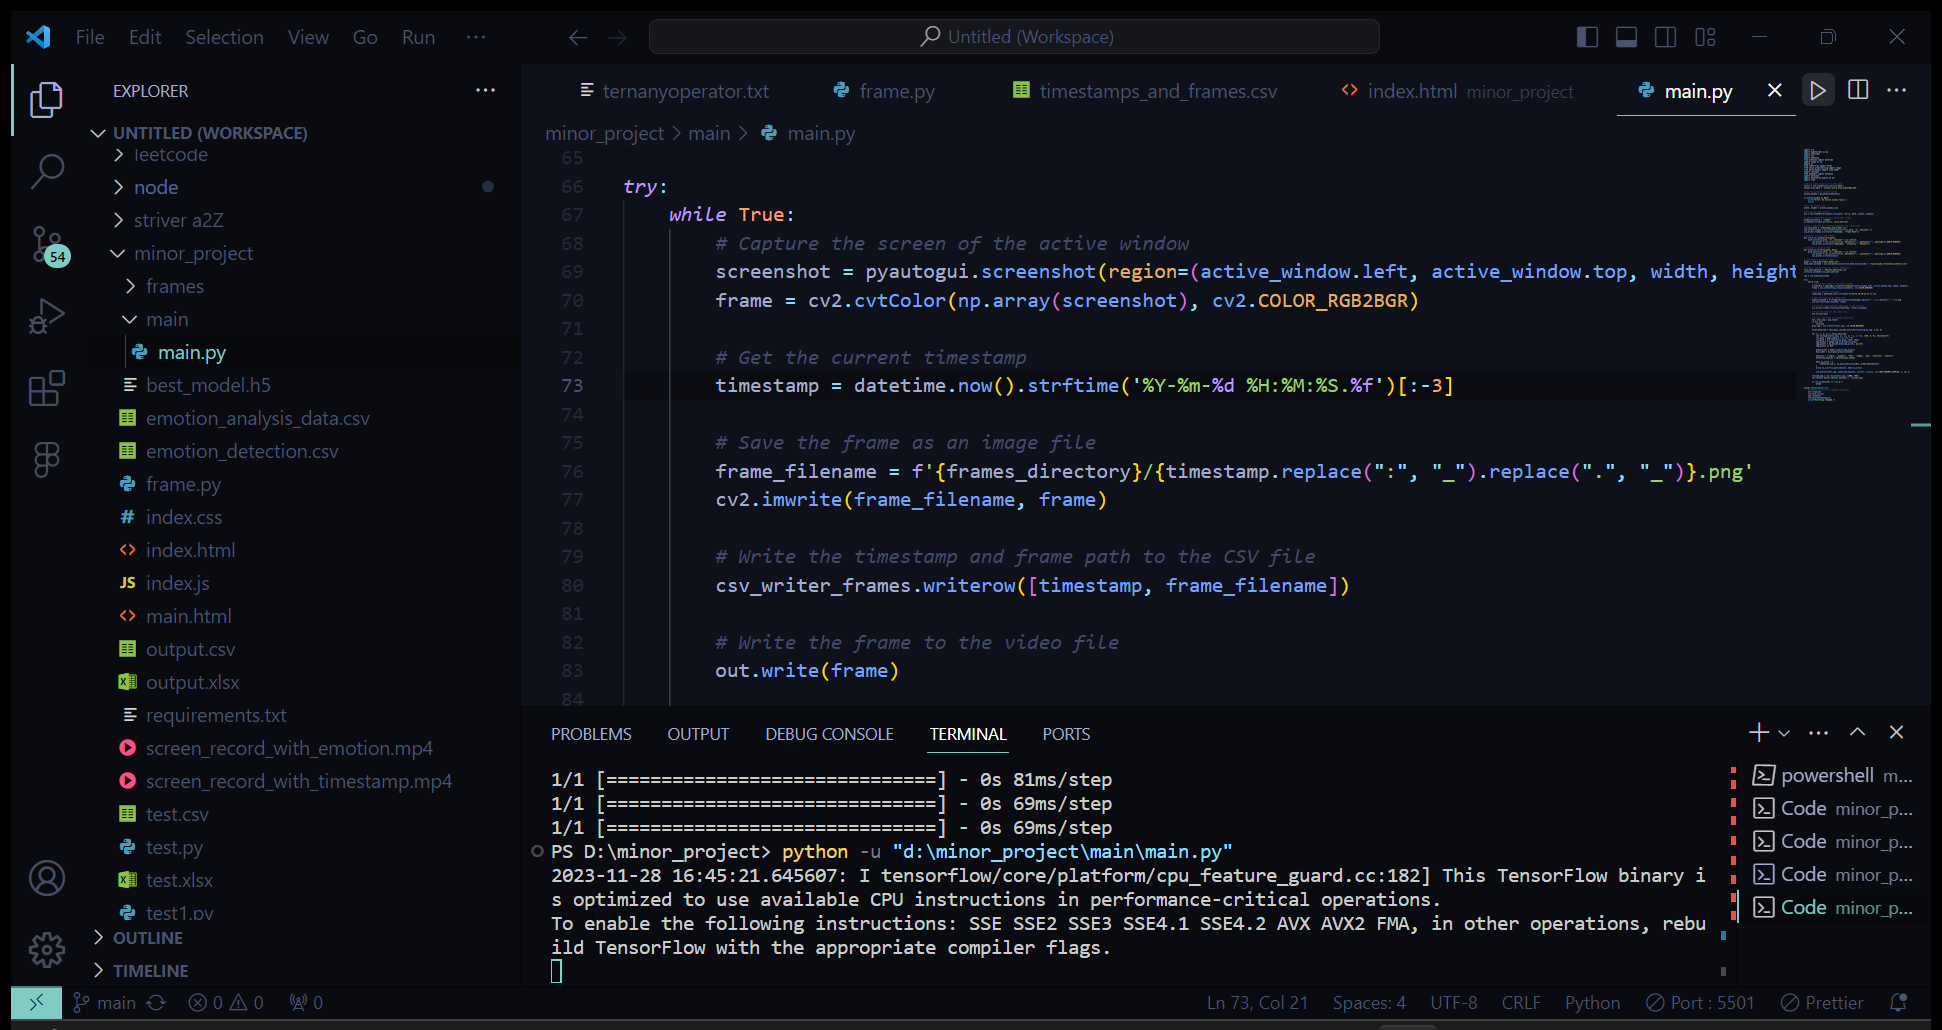 File Edit Selection View Go Run ···
Untitled (Workspace)
EXPLORER
UNTITLED (WORKSPACE)
leetcode
node
striver a2Z
minor_project
frames
main
main.py
best_model.h5
emotion_analysis_data.csv
emotion_detection.csv
frame.py
# index.css
<> index.html
JS index.js
<> main.html
output.csv
output.xlsx
requirements.txt
screen_record_with_emotion.mp4
screen_record_with_timestamp.mp4
test.csv
test.py
test.xlsx
test1.py
OUTLINE
TIMELINE
54
ternanyoperator.txt frame.py timestamps_and_frames.csv <> index.html minor_project main.py
minor_project > main > main.py
65
66 try:
67 while True:
68 # Capture the screen of the active window
69 screenshot = pyautogui.screenshot(region=(active_window.left, active_window.top, width, height
70 frame = cv2.cvtColor(np.array(screenshot), cv2.COLOR_RGB2BGR)
71
72 # Get the current timestamp
73 timestamp = datetime.now().strftime('%Y-%m-%d %H:%M:%S.%f')[:-3]
74
75 # Save the frame as an image file
76 frame_filename = f'{frames_directory}/{timestamp.replace(":", "_").replace(".", "_")}.png'
77 cv2.imwrite(frame_filename, frame)
78
79 # Write the timestamp and frame path to the CSV file
80 csv_writer_frames.writerow([timestamp, frame_filename])
81
82 # Write the frame to the video file
83 out.write(frame)
84
PROBLEMS OUTPUT DEBUG CONSOLE TERMINAL PORTS
1/1 [==============================] - 0s 81ms/step
1/1 [==============================] - 0s 69ms/step
1/1 [==============================] - 0s 69ms/step
PS D:\minor_project> python -u "d:\minor_project\main\main.py"
2023-11-28 16:45:21.645607: I tensorflow/core/platform/cpu_feature_guard.cc:182] This TensorFlow binary i
s optimized to use available CPU instructions in performance-critical operations.
To enable the following instructions: SSE SSE2 SSE3 SSE4.1 SSE4.2 AVX AVX2 FMA, in other operations, rebu
ild TensorFlow with the appropriate compiler flags.
powershell m...
Code minor_p...
Code minor_p...
Code minor_p...
Code minor_p...
main 0 0 0 Ln 73, Col 21 Spaces: 4 UTF-8 CRLF Python Port : 5501 Prettier